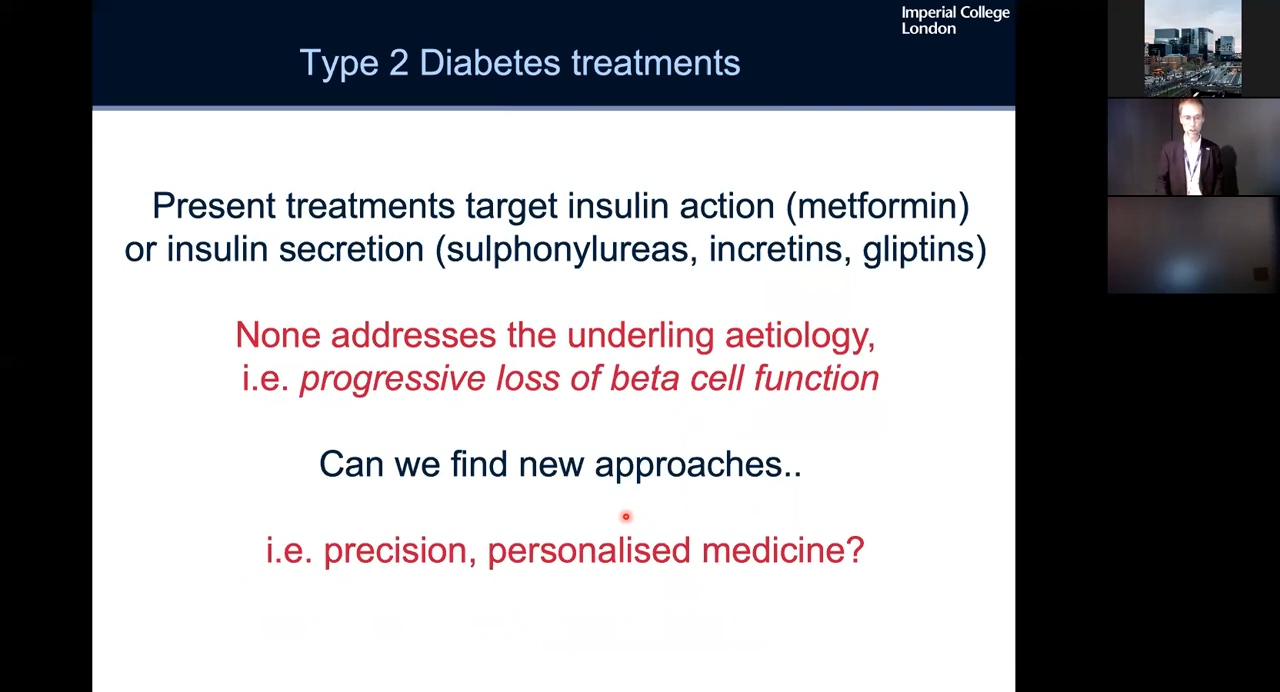 Imperial College
London
Type 2 Diabetes treatments
Present treatments target insulin action (metformin)
or insulin secretion (sulphonylureas, incretins, gliptins)
None addresses the underling aetiology,
i.e. progressive loss of beta cell function
Can we find new approaches..
i.e. precision, personalised medicine?